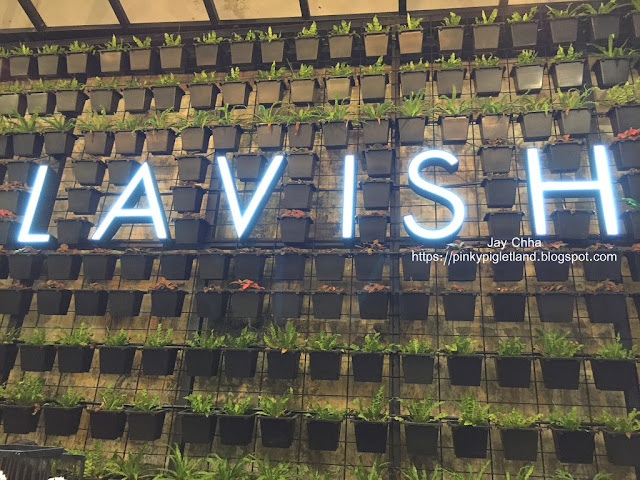 LAVISH
Jay Chha
https://pinkypigletland.blogspot.com